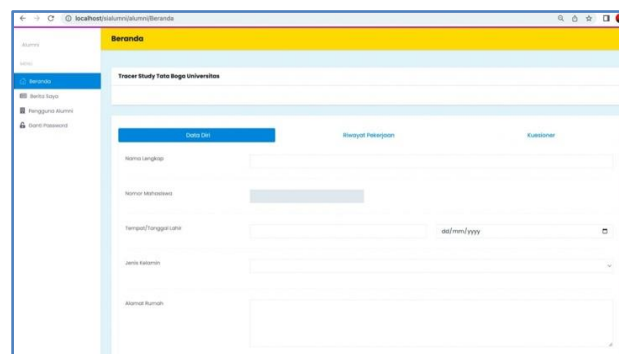 localhost/sialumni/alumni/Beranda
Alumni
Beranda
MENU
Beranda
Berita Saya
Pengguna Alumni
Ganti Password
Tracer Study Tata Boga Universitas
Data Diri
Riwayat Pekerjaan
Kuesioner
Nama Lengkap
Nomor Mahasiswa
Tempat/Tanggal Lahir
dd/mm/yyyy
Jenis Kelamin
Alamat Rumah